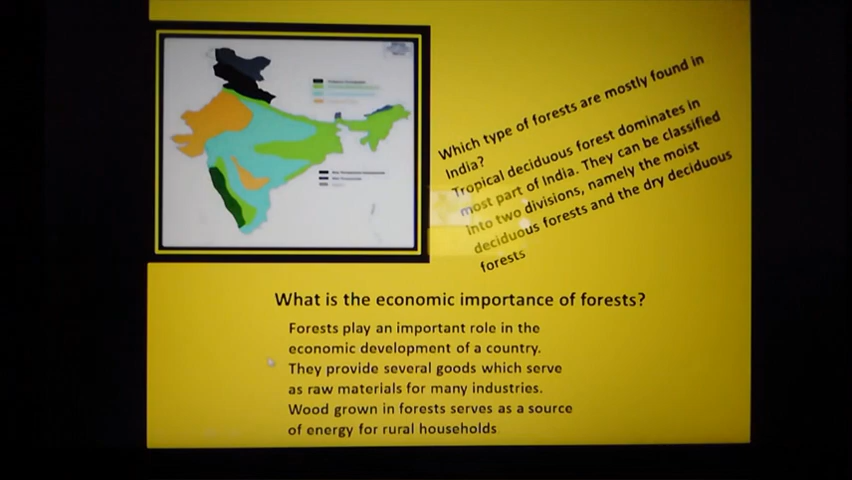 Which type of forests are mostly found in
India?
Tropical deciduous forest dominates in
most part of India. They can be classified
into two divisions, namely the moist
deciduous forests and the dry deciduous
forests
What is the economic importance of forests?
Forests play an important role in the
economic development of a country.
They provide several goods which serve
as raw materials for many industries.
Wood grown in forests serves as a source
of energy for rural households